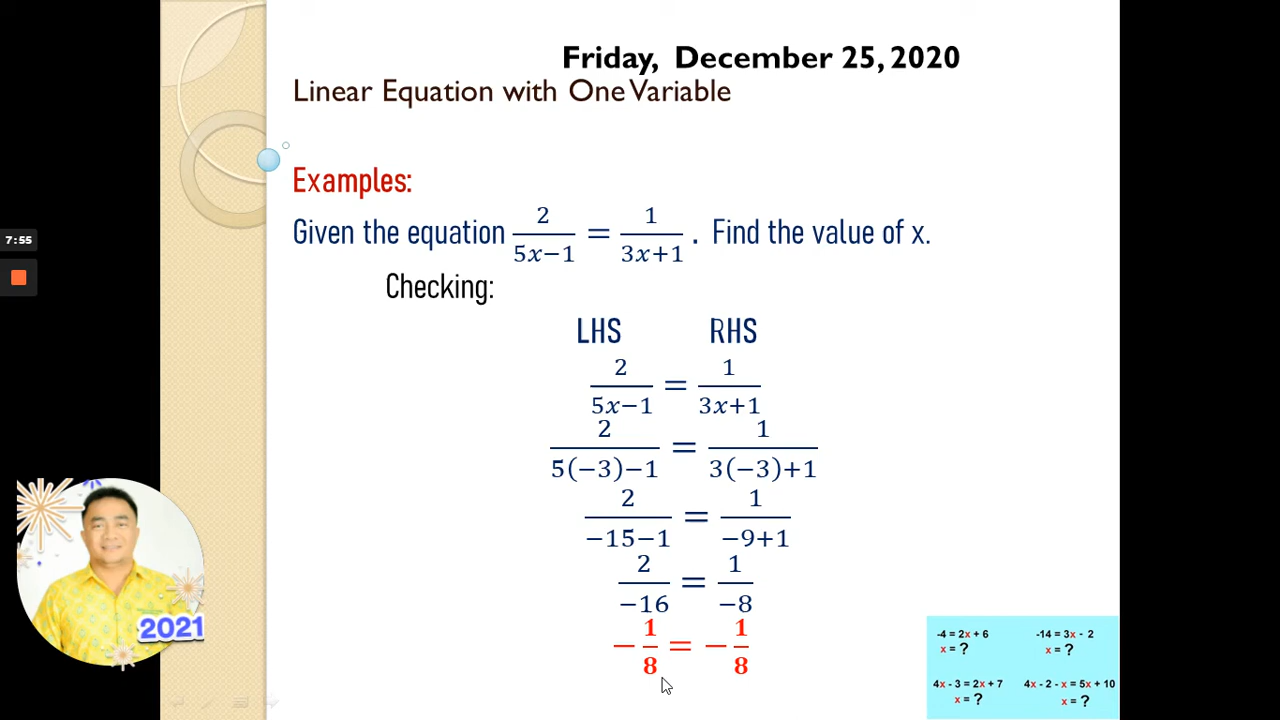 Friday, December 25, 2020
Linear Equation with One Variable
Examples:
Given the equation 2/(5x−1) = 1/(3x+1) . Find the value of x.
Checking:
LHS RHS
2/(5x−1) = 1/(3x+1)
2/(5(−3)−1) = 1/(3(−3)+1)
2/(−15−1) = 1/(−9+1)
2/−16 = 1/−8
−1/8 = −1/8
7:55
2021
-4 = 2x + 6 -14 = 3x - 2
x = ? x = ?
4x - 3 = 2x + 7 4x - 2 - x = 5x + 10
x = ? x = ?